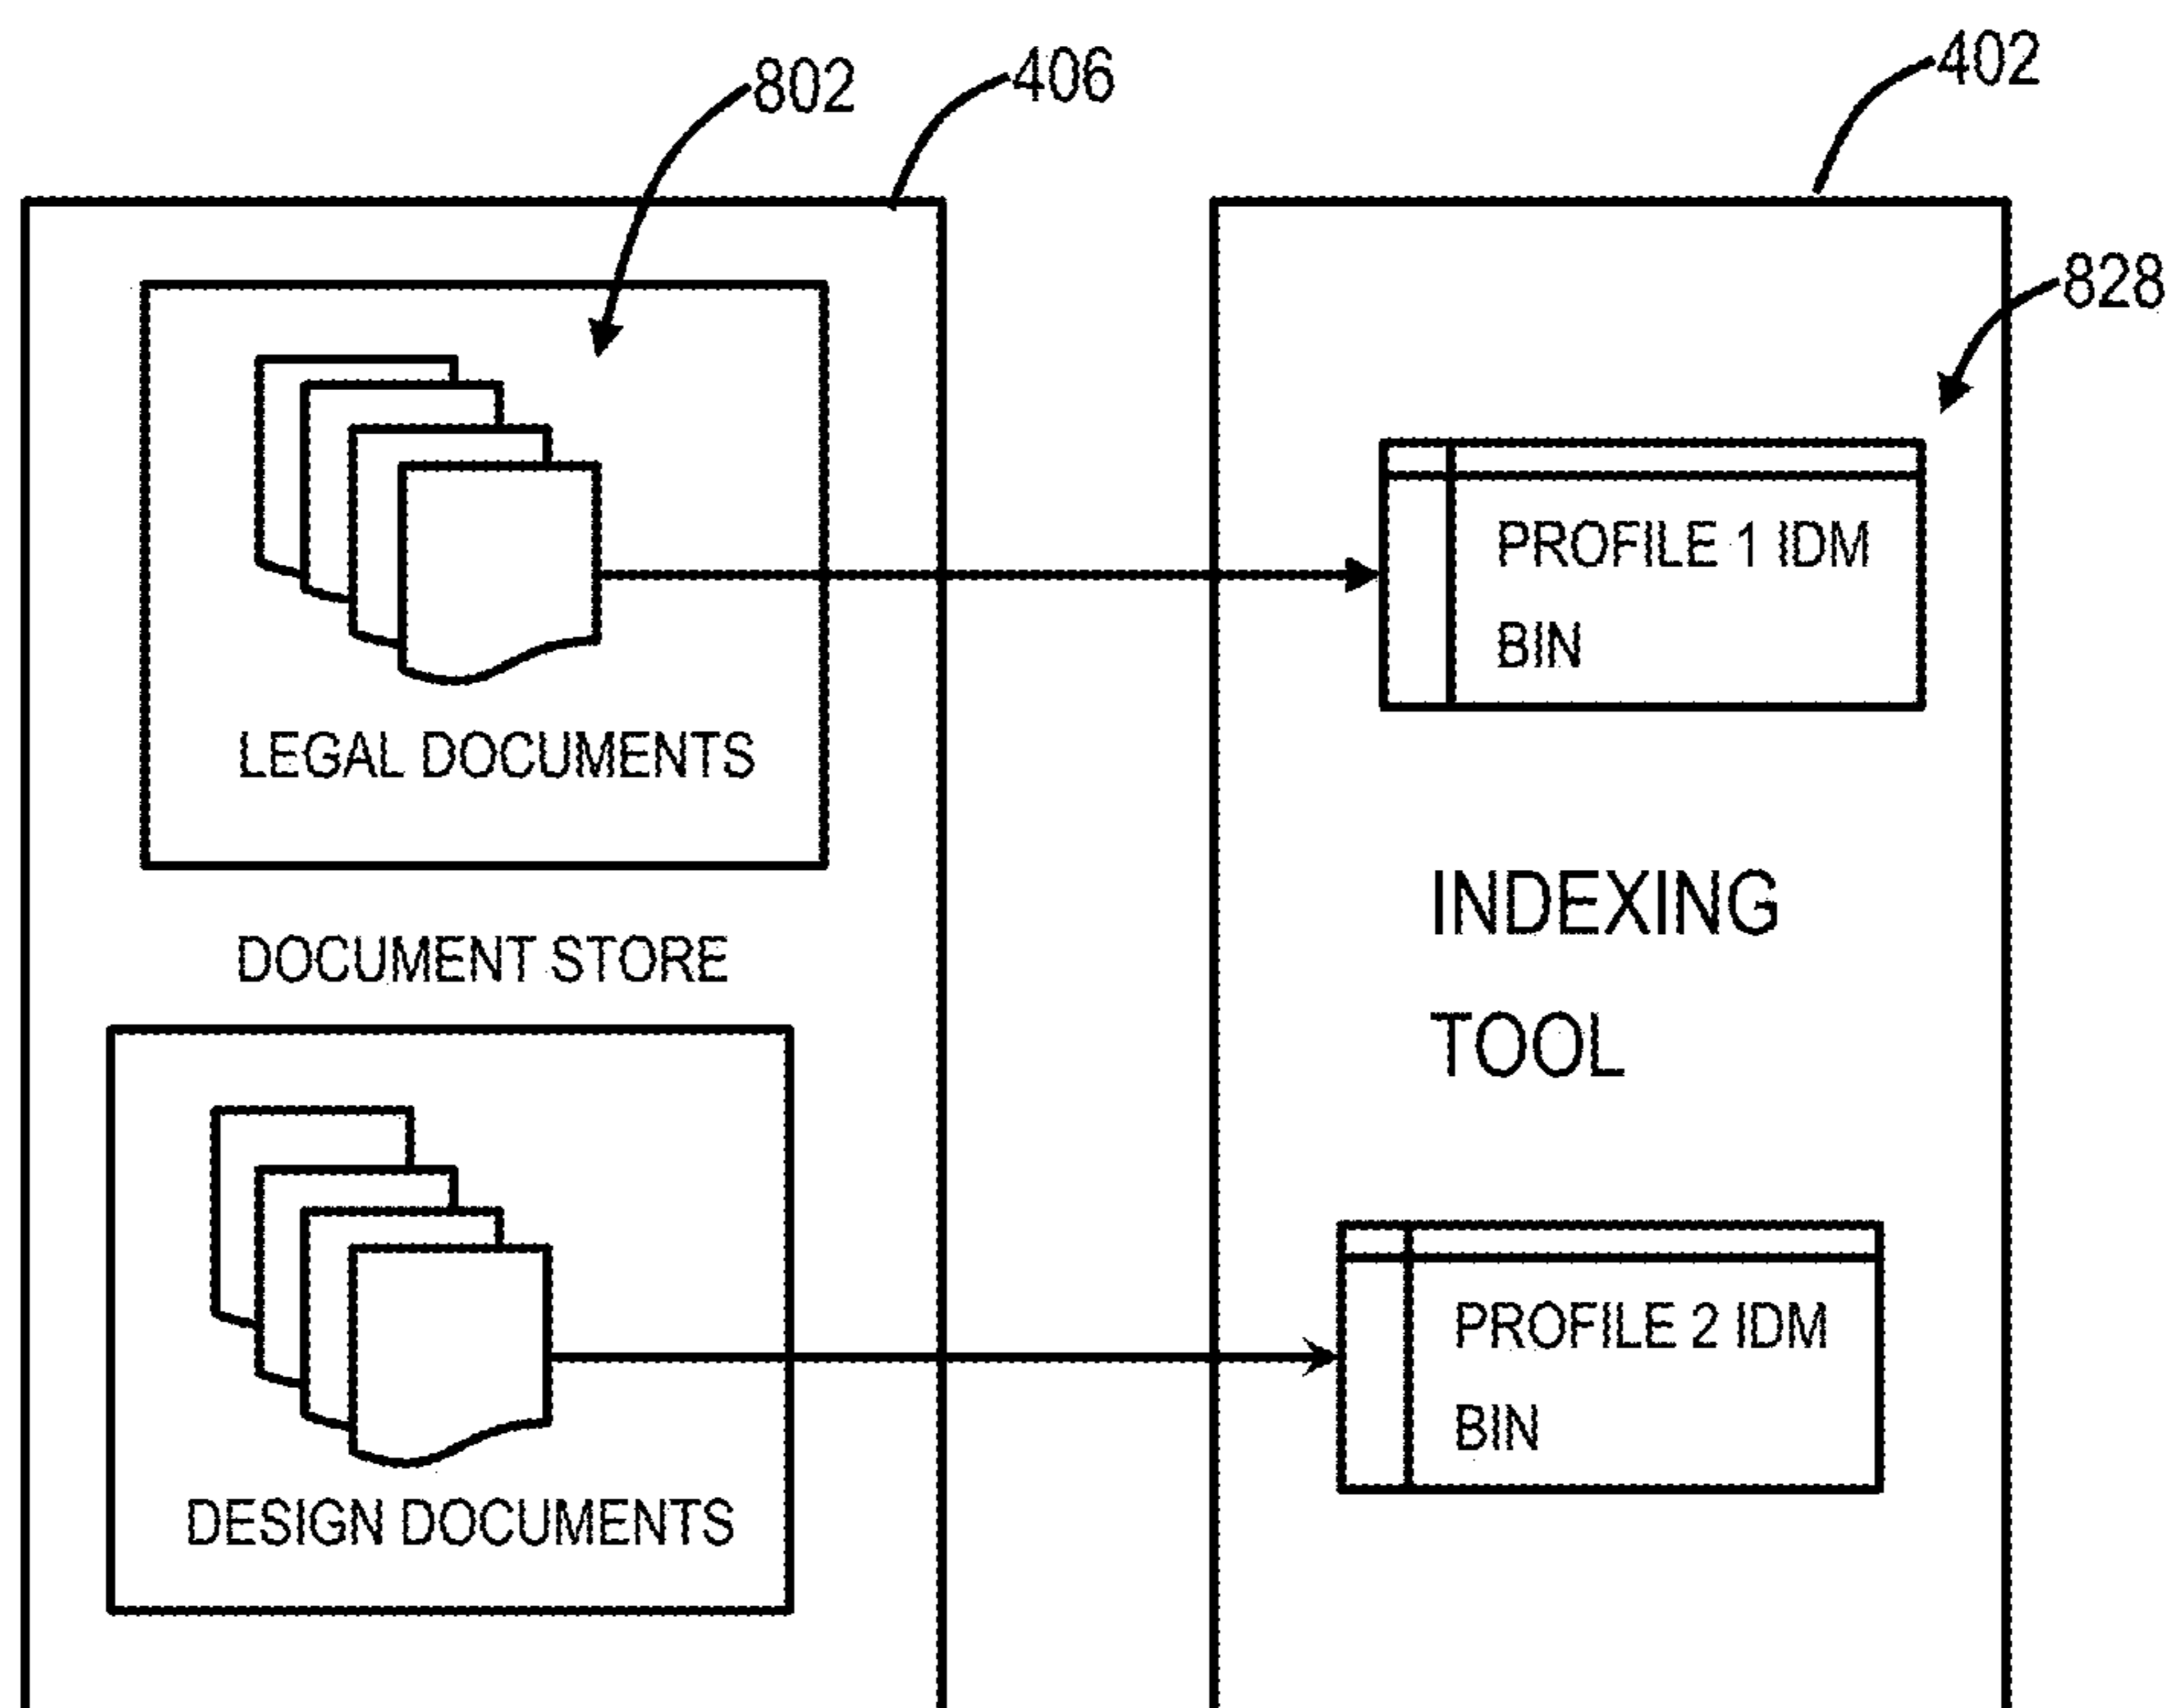 802
406
402
828
PROFILE 1 IDM
BIN
LEGAL DOCUMENTS
DOCUMENT STORE
INDEXING
TOOL
PROFILE 2 IDM
BIN
DESIGN DOCUMENTS